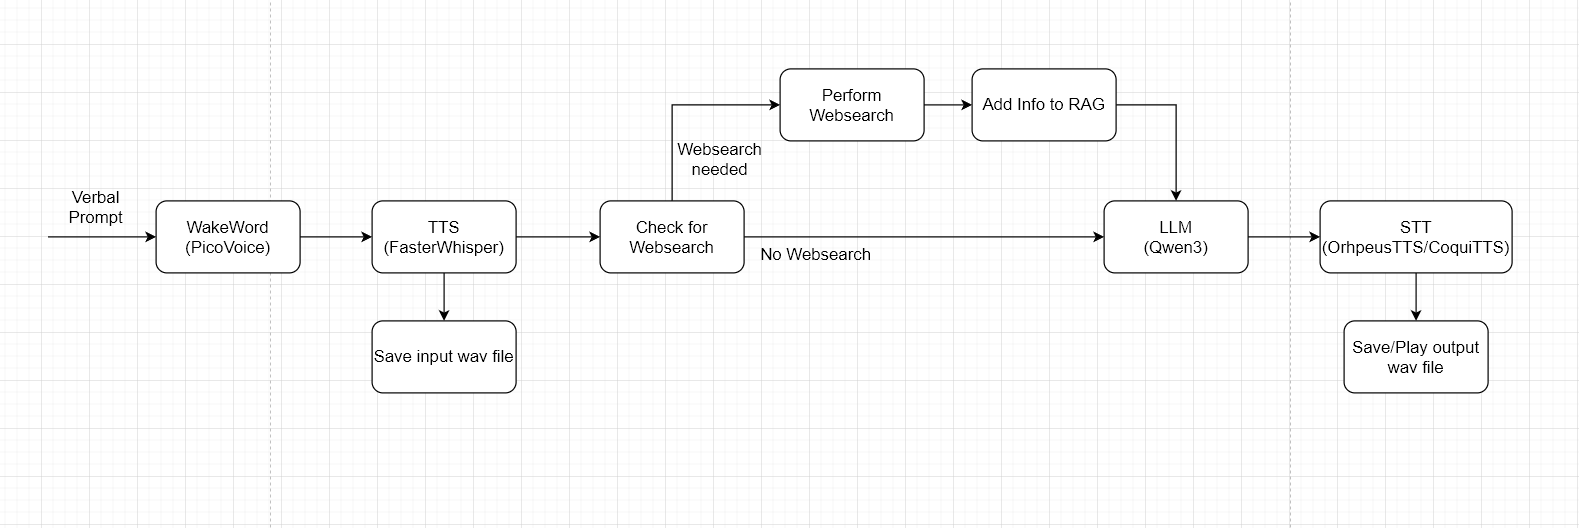 Verbal
Prompt
WakeWord
(PicoVoice)
TTS
(FasterWhisper)
Save input wav file
Check for
Websearch
Websearch
needed
No Websearch
Perform
Websearch
Add Info to RAG
LLM
(Qwen3)
STT
(OrhpeusTTS/CoquiTTS)
Save/Play output
wav file